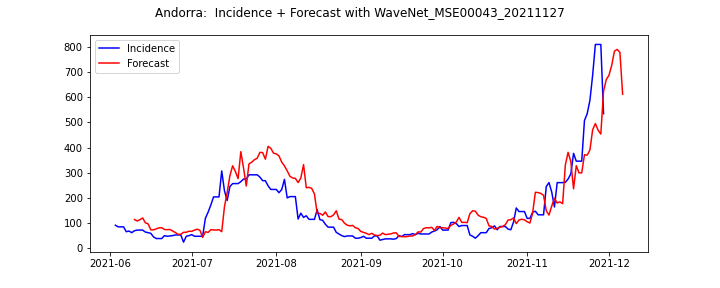 Andorra:  Incidence + Forecast with WaveNet_MSE00043_20211127
Incidence
Forecast
800
700
600
500
400
300
200
100
0
2021-06 2021-07 2021-08 2021-09 2021-10 2021-11 2021-12